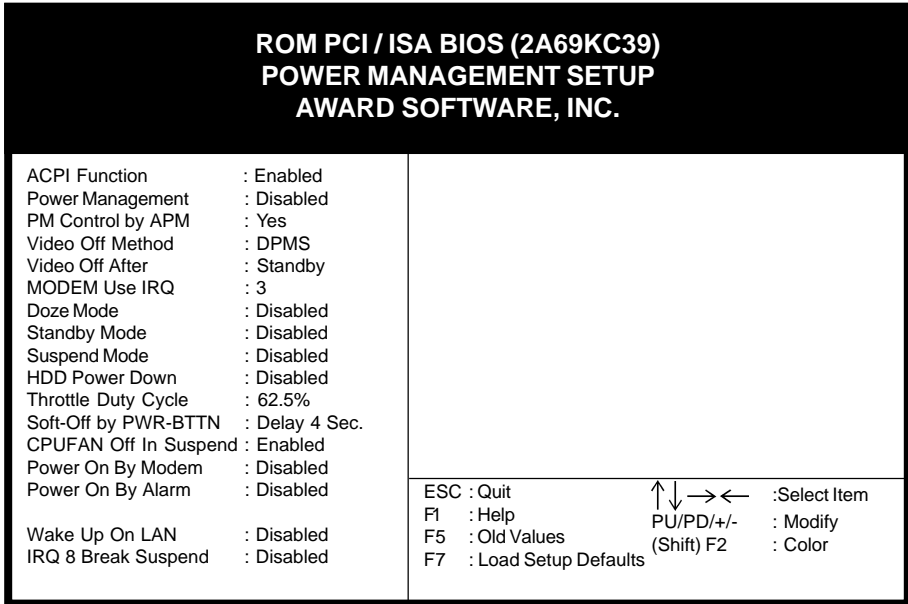 ROM PCI / ISA BIOS (2A69KC39)
POWER MANAGEMENT SETUP
AWARD SOFTWARE, INC.
ACPI Function : Enabled
Power Management : Disabled
PM Control by APM : Yes
Video Off Method : DPMS
Video Off After : Standby
MODEM Use IRQ : 3
Doze Mode : Disabled
Standby Mode : Disabled
Suspend Mode : Disabled
HDD Power Down : Disabled
Throttle Duty Cycle : 62.5%
Soft-Off by PWR-BTTN : Delay 4 Sec.
CPUFAN Off In Suspend : Enabled
Power On By Modem : Disabled
Power On By Alarm : Disabled
Wake Up On LAN : Disabled
IRQ 8 Break Suspend : Disabled
ESC : Quit ↑↓→← :Select Item
F1 : Help PU/PD/+/- : Modify
F5 : Old Values (Shift) F2 : Color
F7 : Load Setup Defaults